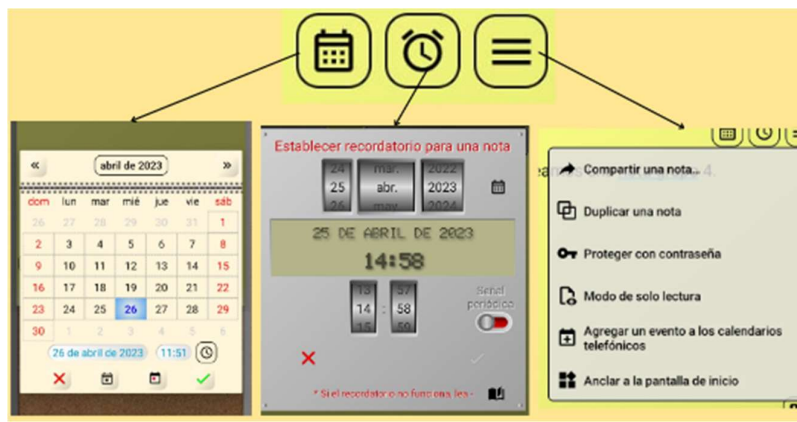 « abril de 2023 »
dom lun mar mié jue vie sáb
26 27 28 29 30 31 1
2 3 4 5 6 7 8
9 10 11 12 13 14 15
16 17 18 19 20 21 22
23 24 25 26 27 28 29
30 1 2 3 4 5 6
26 de abril de 2023 11:51
Establecer recordatorio para una nota
24 mar. 2022
25 abr. 2023
26 may. 2024
25 DE ABRIL DE 2023
14:58
13 57
14 : 58
15 59
Señal
periódica
* Si el recordatorio no funciona, lea -
Compartir una nota... 4.
Duplicar una nota
Proteger con contraseña
Modo de solo lectura
Agregar un evento a los calendarios
telefónicos
Anclar a la pantalla de inicio